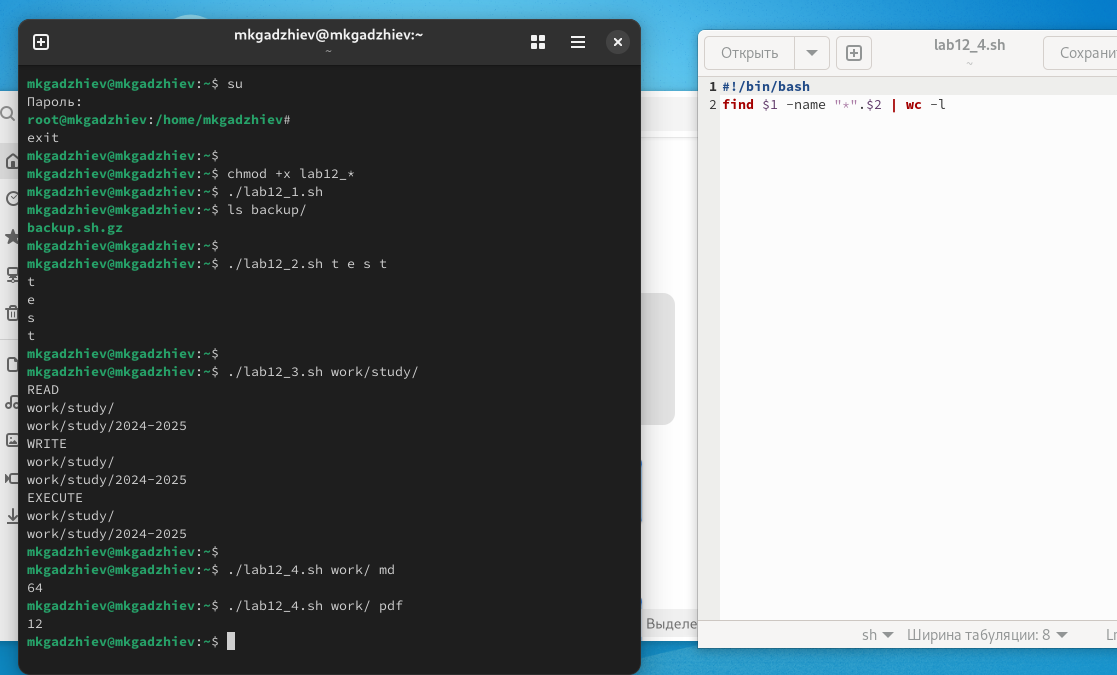 mkgadzhiev@mkgadzhiev:~
~
mkgadzhiev@mkgadzhiev:~$ su
Пароль:
root@mkgadzhiev:/home/mkgadzhiev#
exit
mkgadzhiev@mkgadzhiev:~$
mkgadzhiev@mkgadzhiev:~$ chmod +x lab12_*
mkgadzhiev@mkgadzhiev:~$ ./lab12_1.sh
mkgadzhiev@mkgadzhiev:~$ ls backup/
backup.sh.gz
mkgadzhiev@mkgadzhiev:~$
mkgadzhiev@mkgadzhiev:~$ ./lab12_2.sh t e s t
t
e
s
t
mkgadzhiev@mkgadzhiev:~$
mkgadzhiev@mkgadzhiev:~$ ./lab12_3.sh work/study/
READ
work/study/
work/study/2024-2025
WRITE
work/study/
work/study/2024-2025
EXECUTE
work/study/
work/study/2024-2025
mkgadzhiev@mkgadzhiev:~$
mkgadzhiev@mkgadzhiev:~$ ./lab12_4.sh work/ md
64
mkgadzhiev@mkgadzhiev:~$ ./lab12_4.sh work/ pdf
12
mkgadzhiev@mkgadzhiev:~$
Выделе
Открыть
lab12_4.sh
~
Сохрани
1 #!/bin/bash
2 find $1 -name "*".$2 | wc -l
sh Ширина табуляции: 8 Ln